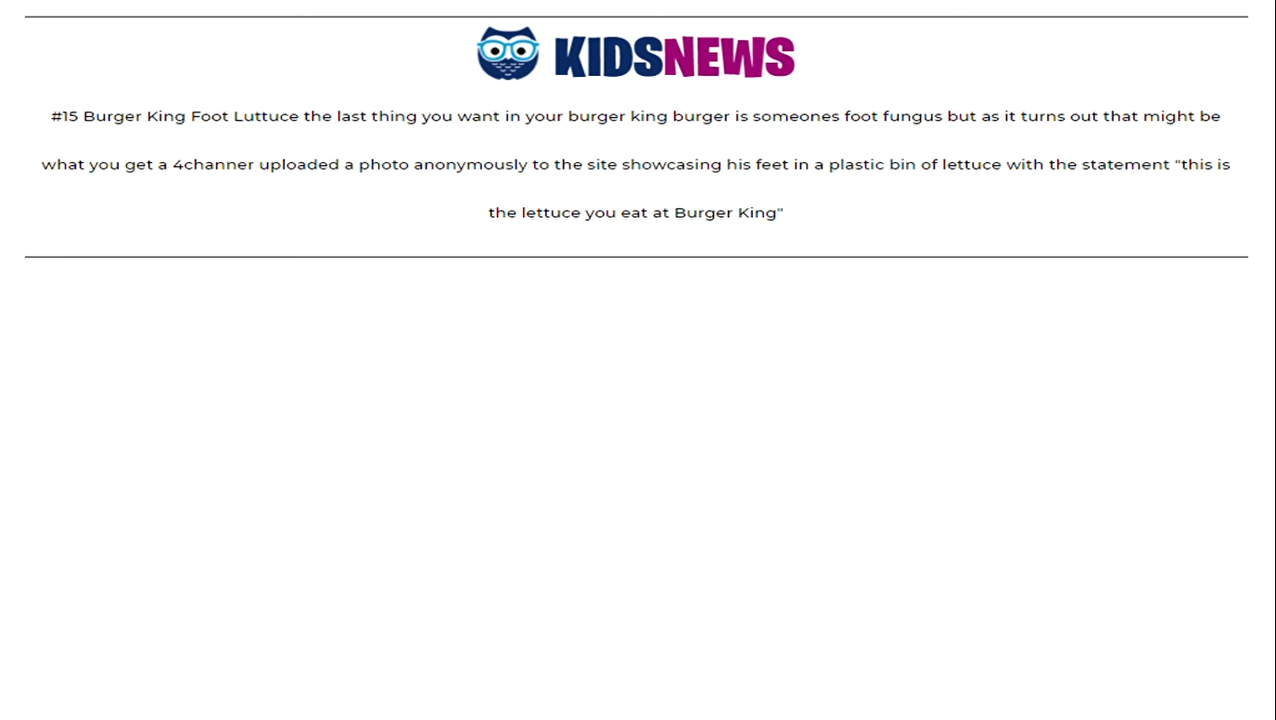 KIDSNEWS
#15 Burger King Foot Luttuce the last thing you want in your burger king burger is someones foot fungus but as it turns out that might be
what you get a 4channer uploaded a photo anonymously to the site showcasing his feet in a plastic bin of lettuce with the statement "this is
the lettuce you eat at Burger King"